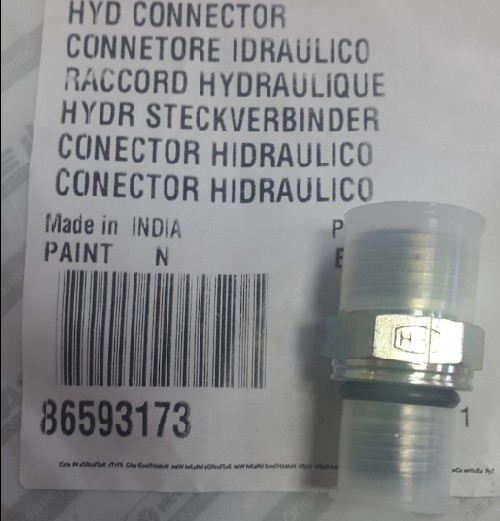 HYD CONNECTOR
CONNETORE IDRAULICO
RACCORD HYDRAULIQUE
HYDR STECKVERBINDER
CONECTOR HIDRAULICO
CONECTOR HIDRAULICO
Made in INDIA P
PAINT N
86593173 1